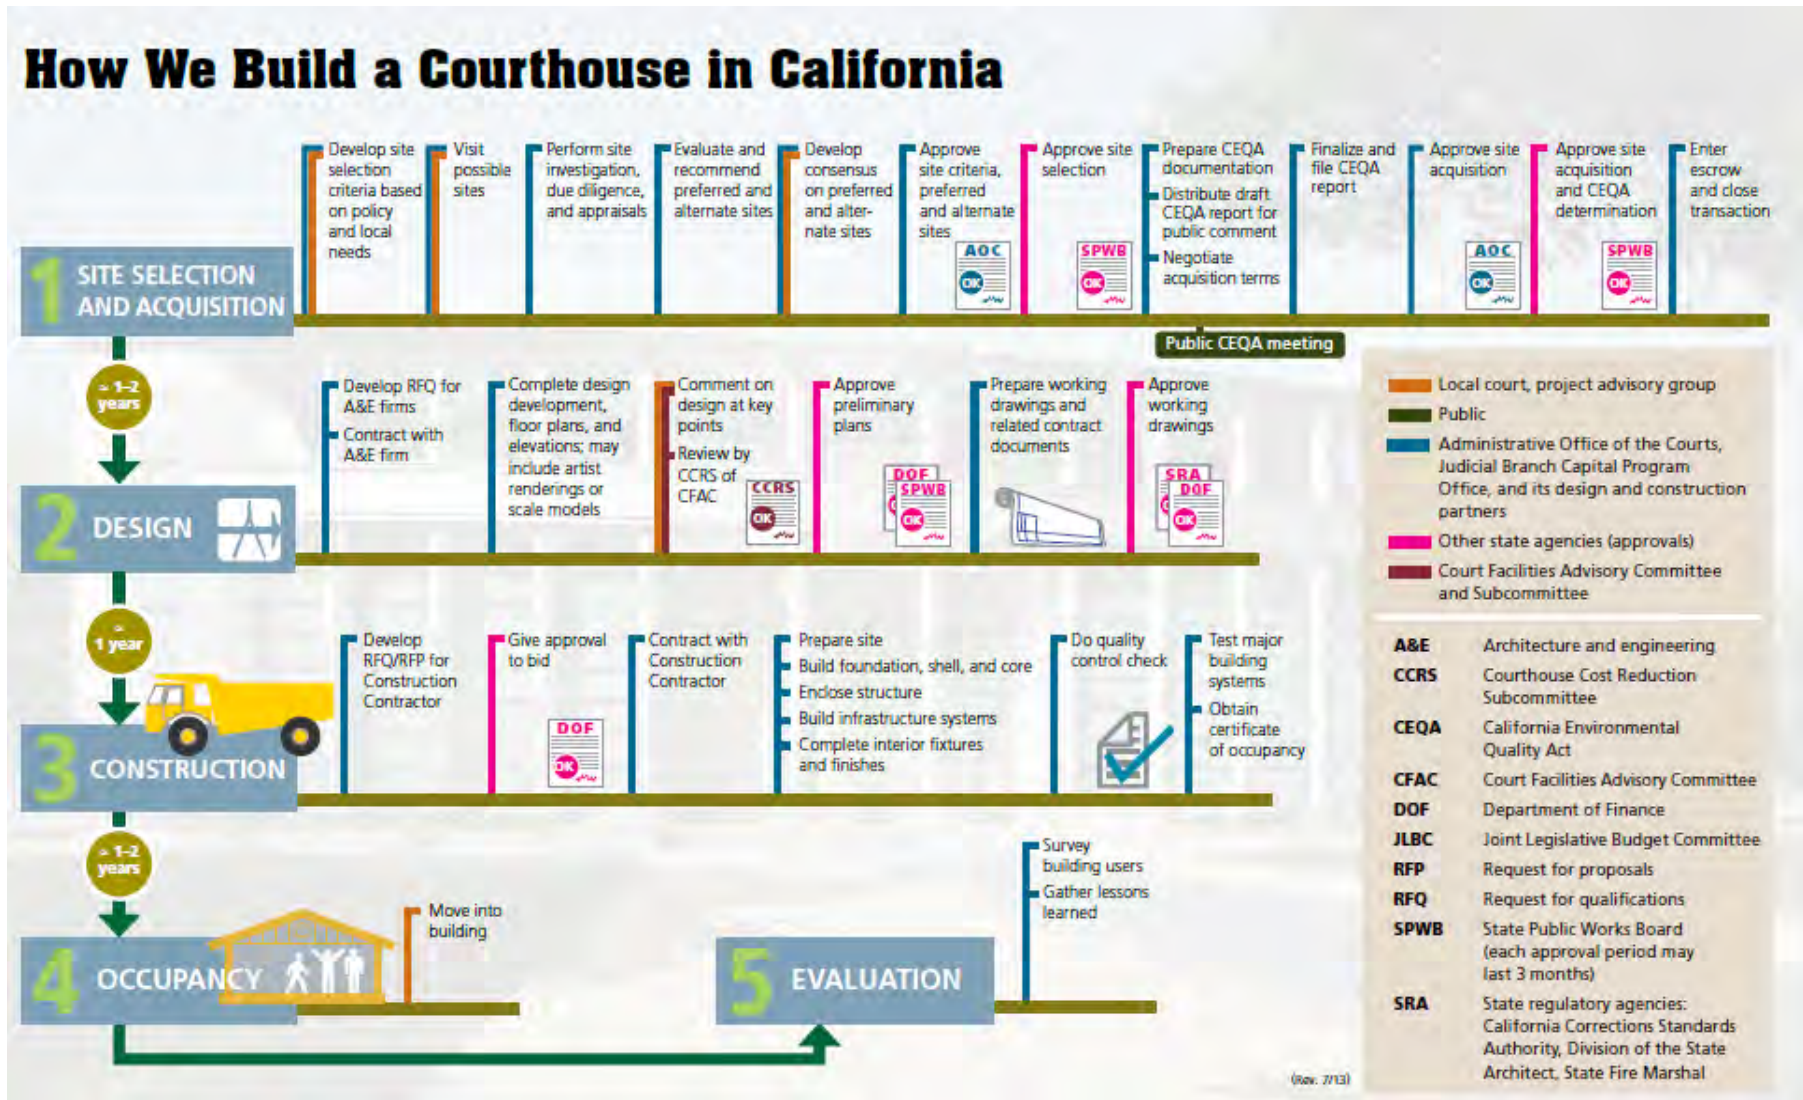 How We Build a Courthouse in California
Develop site
selection
criteria based
on policy
and local
needs
Visit
possible
sites
Perform site
investigation,
due diligence,
and appraisals
Evaluate and
recommend
preferred and
alternate sites
Develop
consensus
on preferred
and alter-
nate sites
Approve
site criteria,
preferred
and alternate
sites
AOC
OK
Approve site
selection
SPWB
OK
Prepare CEQA
documentation
Distribute draft
CEQA report for
public comment
Negotiate
acquisition terms
Finalize and
file CEQA
report
Approve site
acquisition
AOC
OK
Approve site
acquisition
and CEQA
determination
SPWB
OK
Enter
escrow
and close
transaction
1 SITE SELECTION
AND ACQUISITION
Public CEQA meeting
≈ 1–2
years
Develop RFQ for
A&E firms
Contract with
A&E firm
Complete design
development,
floor plans, and
elevations; may
include artist
renderings or
scale models
Comment on
design at key
points
Review by
CCRS of
CFAC
CCRS
OK
Approve
preliminary
plans
DOF
SPWB
OK
Prepare working
drawings and
related contract
documents
Approve
working
drawings
SRA
DOF
OK
2 DESIGN
≈
1 year
Develop
RFQ/RFP for
Construction
Contractor
Give approval
to bid
DOF
OK
Contract with
Construction
Contractor
Prepare site
Build foundation, shell, and core
Enclose structure
Build infrastructure systems
Complete interior fixtures
and finishes
Do quality
control check
Test major
building
systems
Obtain
certificate
of occupancy
3 CONSTRUCTION
≈ 1–2
years
Move into
building
4 OCCUPANCY
Survey
building users
Gather lessons
learned
5 EVALUATION
(Rev. 7/13)
Local court, project advisory group
Public
Administrative Office of the Courts,
Judicial Branch Capital Program
Office, and its design and construction
partners
Other state agencies (approvals)
Court Facilities Advisory Committee
and Subcommittee
A&E Architecture and engineering
CCRS Courthouse Cost Reduction
Subcommittee
CEQA California Environmental
Quality Act
CFAC Court Facilities Advisory Committee
DOF Department of Finance
JLBC Joint Legislative Budget Committee
RFP Request for proposals
RFQ Request for qualifications
SPWB State Public Works Board
(each approval period may
last 3 months)
SRA State regulatory agencies:
California Corrections Standards
Authority, Division of the State
Architect, State Fire Marshal